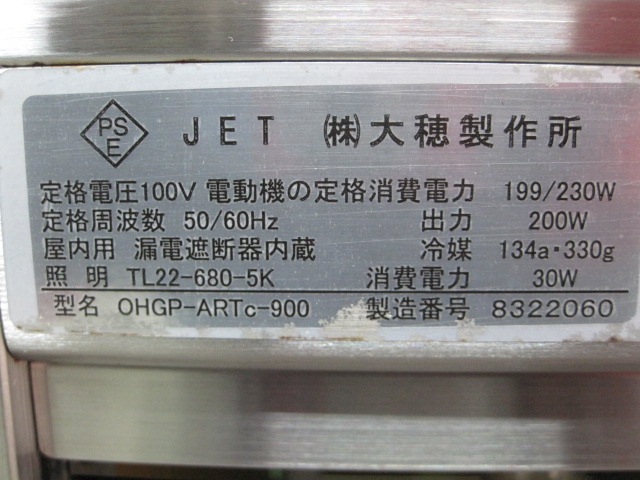 PS E JET ㈱大穂製作所
定格電圧100V 電動機の定格消費電力 199/230W
定格周波数 50/60Hz 出力 200W
屋内用 漏電遮断器内蔵 冷媒 134a・330g
照明 TL22-680-5K 消費電力 30W
型名 OHGP-ARTc-900 製造番号 8322060